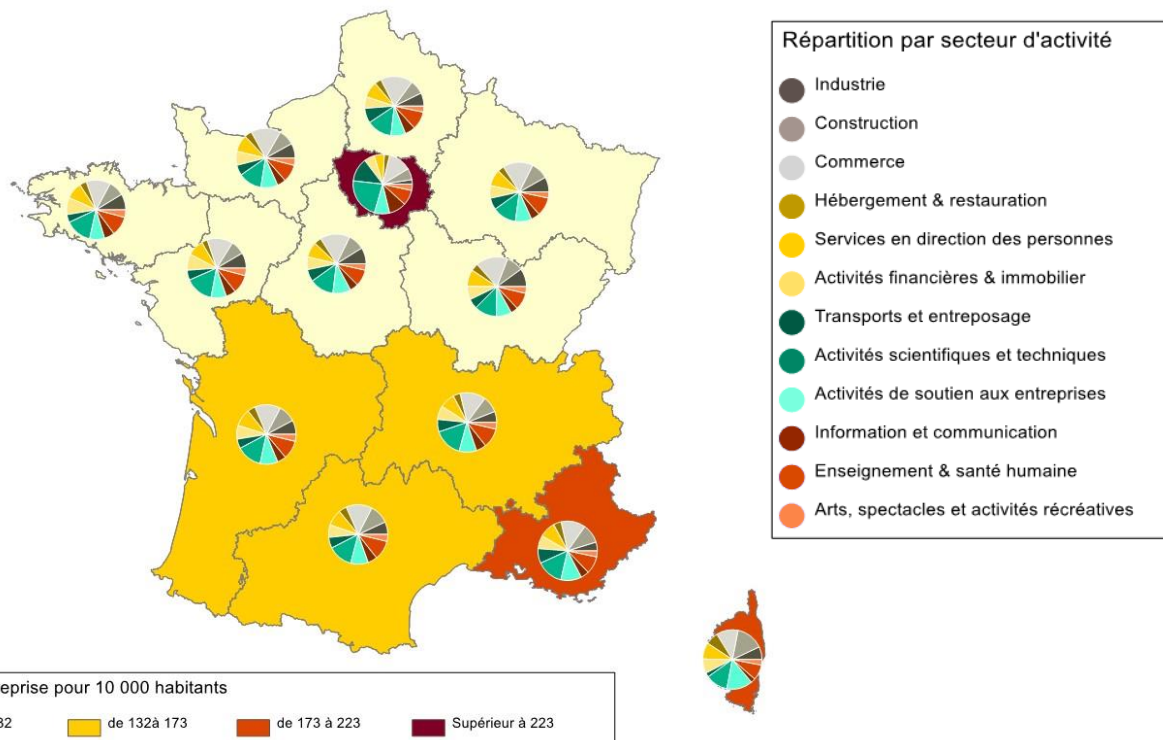 Répartition par secteur d'activité
Industrie
Construction
Commerce
Hébergement & restauration
Services en direction des personnes
Activités financières & immobilier
Transports et entreposage
Activités scientifiques et techniques
Activités de soutien aux entreprises
Information et communication
Enseignement & santé humaine
Arts, spectacles et activités récréatives
eprise pour 10 000 habitants
32 de 132à 173 de 173 à 223 Supérieur à 223